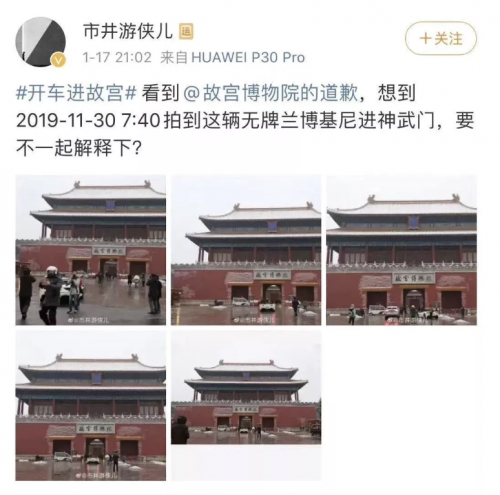 市井游侠儿
1-17 21:02 来自 HUAWEI P30 Pro
+关注
#开车进故宫# 看到@故宫博物院的道歉，想到
2019-11-30 7:40拍到这辆无牌兰博基尼进神武门，要
不一起解释下？
故宫博物院
故宫博物院
故宫博物院
@市井游侠儿
@市井游侠儿
@市井游侠儿
故宫博物院
故宫博物院
@市井游侠儿
@市井游侠儿